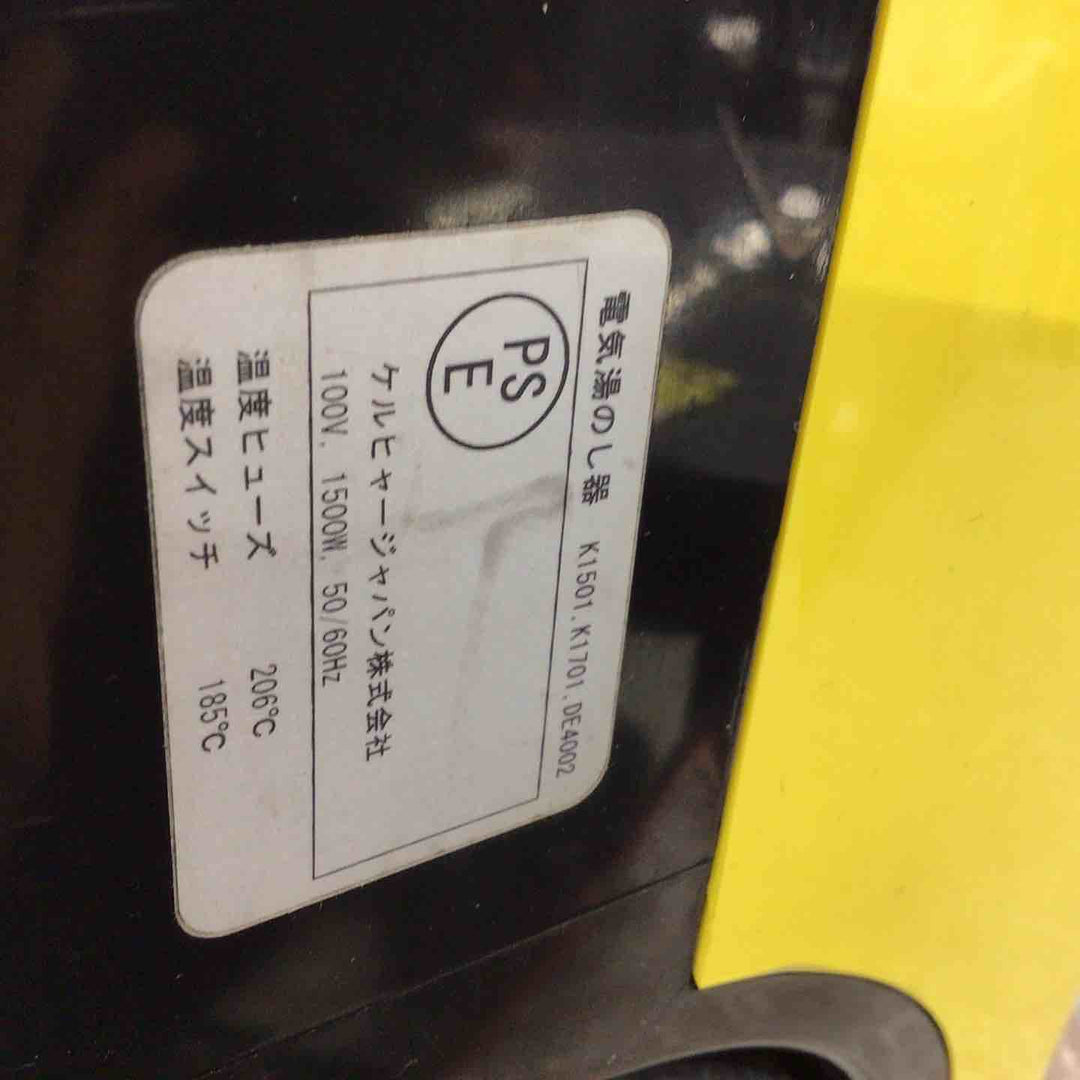 電気湯のし器 K1501.K1701.DE4002
PS
E
ケルヒャージャパン株式会社
100V, 1500W, 50/60Hz
温度ヒューズ 206℃
温度スイッチ 185℃